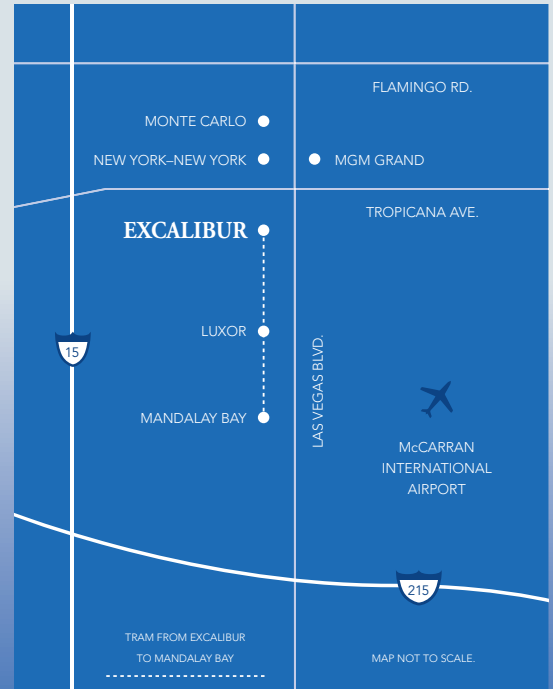 FLAMINGO RD.
MONTE CARLO
NEW YORK–NEW YORK
MGM GRAND
TROPICANA AVE.
EXCALIBUR
LUXOR
15
LAS VEGAS BLVD.
MANDALAY BAY
McCARRAN
INTERNATIONAL
AIRPORT
215
TRAM FROM EXCALIBUR
TO MANDALAY BAY
MAP NOT TO SCALE.